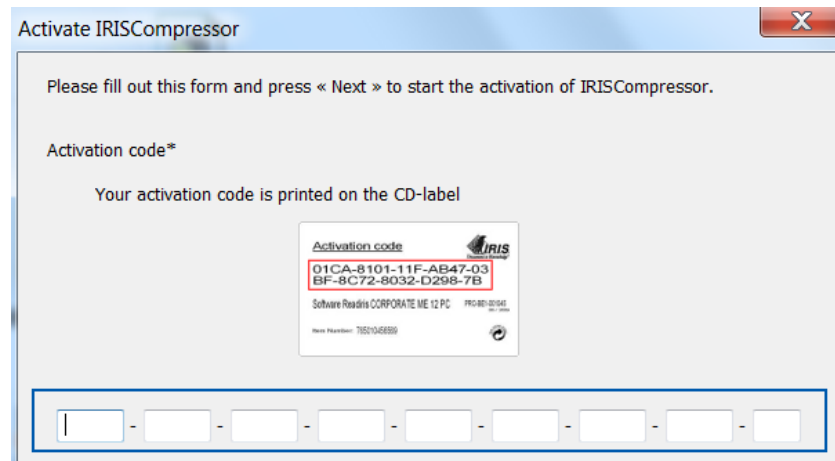 Activate IRISCompressor
Please fill out this form and press « Next » to start the activation of IRISCompressor.
Activation code*
Your activation code is printed on the CD-label
Activation code
IRIS
01CA-8101-11F-AB47-03
BF-8C72-8032-D298-7B
Software Readiris CORPORATE ME 12 PC
Item Number:
- - - - - - - -